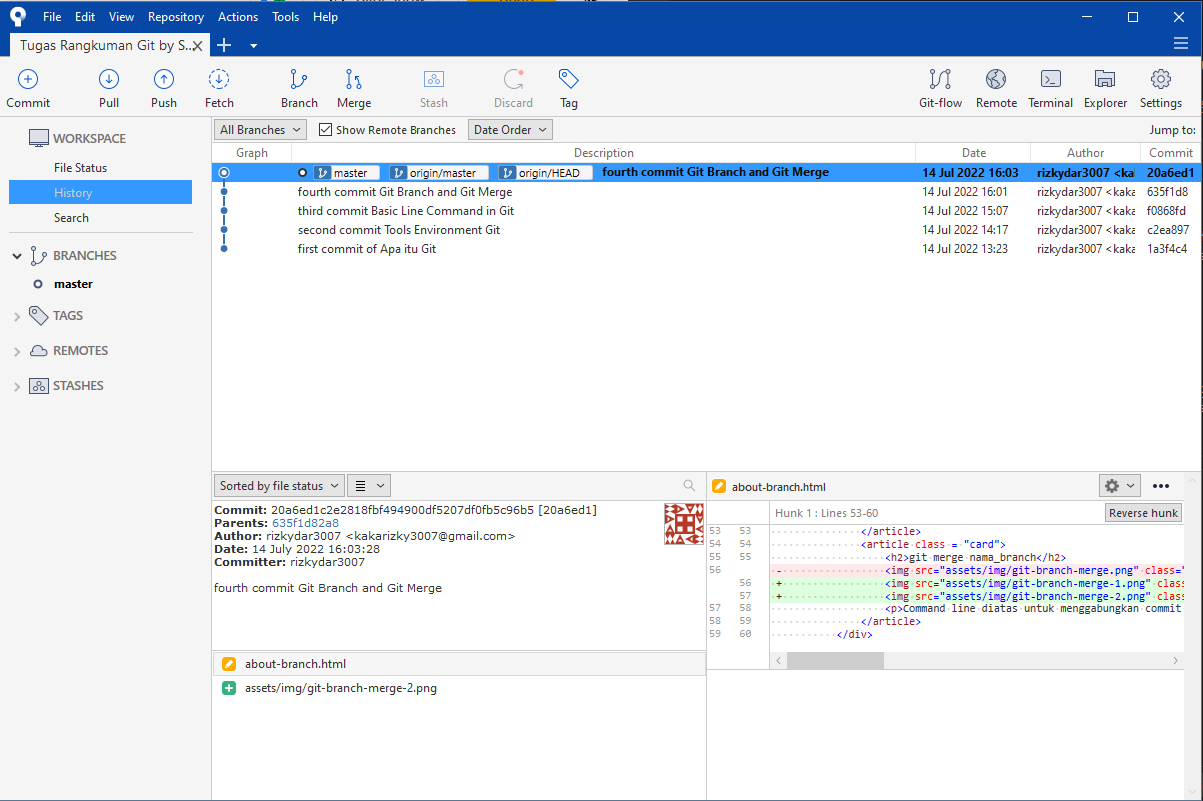 File Edit View Repository Actions Tools Help
Tugas Rangkuman Git by S...
Commit Pull Push Fetch Branch Merge Stash Discard Tag Git-flow Remote Terminal Explorer Settings
WORKSPACE
File Status
History
Search
BRANCHES
master
TAGS
REMOTES
STASHES
All Branches Show Remote Branches Date Order Jump to:
Graph Description Date Author Commit
master origin/master origin/HEAD fourth commit Git Branch and Git Merge 14 Jul 2022 16:03 rizkydar3007 <kaka 20a6ed1
fourth commit Git Branch and Git Merge 14 Jul 2022 16:01 rizkydar3007 <kaka 635f1d8
third commit Basic Line Command in Git 14 Jul 2022 15:07 rizkydar3007 <kaka f0868fd
second commit Tools Environment Git 14 Jul 2022 14:17 rizkydar3007 <kaka c2ea897
first commit of Apa itu Git 14 Jul 2022 13:23 rizkydar3007 <kaka 1a3f4c4
Sorted by file status
Commit: 20a6ed1c2e2818fbf494900df5207df0fb5c96b5 [20a6ed1]
Parents: 635f1d82a8
Author: rizkydar3007 <kakarizky3007@gmail.com>
Date: 14 July 2022 16:03:28
Committer: rizkydar3007
fourth commit Git Branch and Git Merge
about-branch.html
assets/img/git-branch-merge-2.png
about-branch.html
Hunk 1 : Lines 53-60 Reverse hunk
53 53 </article>
54 54 <article class = "card">
55 55 <h2>git merge nama_branch</h2>
56 - <img src="assets/img/git-branch-merge.png" class="
56 + <img src="assets/img/git-branch-merge-1.png" clas
57 + <img src="assets/img/git-branch-merge-2.png" clas
57 58 <p>Command line diatas untuk menggabungkan commit
58 59 </article>
59 60 </div>